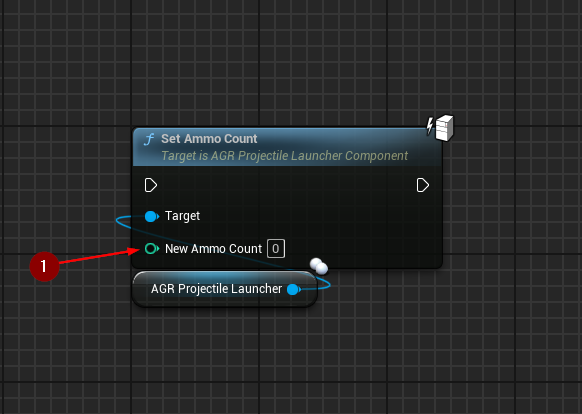 Set Ammo Count
Target is AGR Projectile Launcher Component
Target
New Ammo Count 0
1
AGR Projectile Launcher